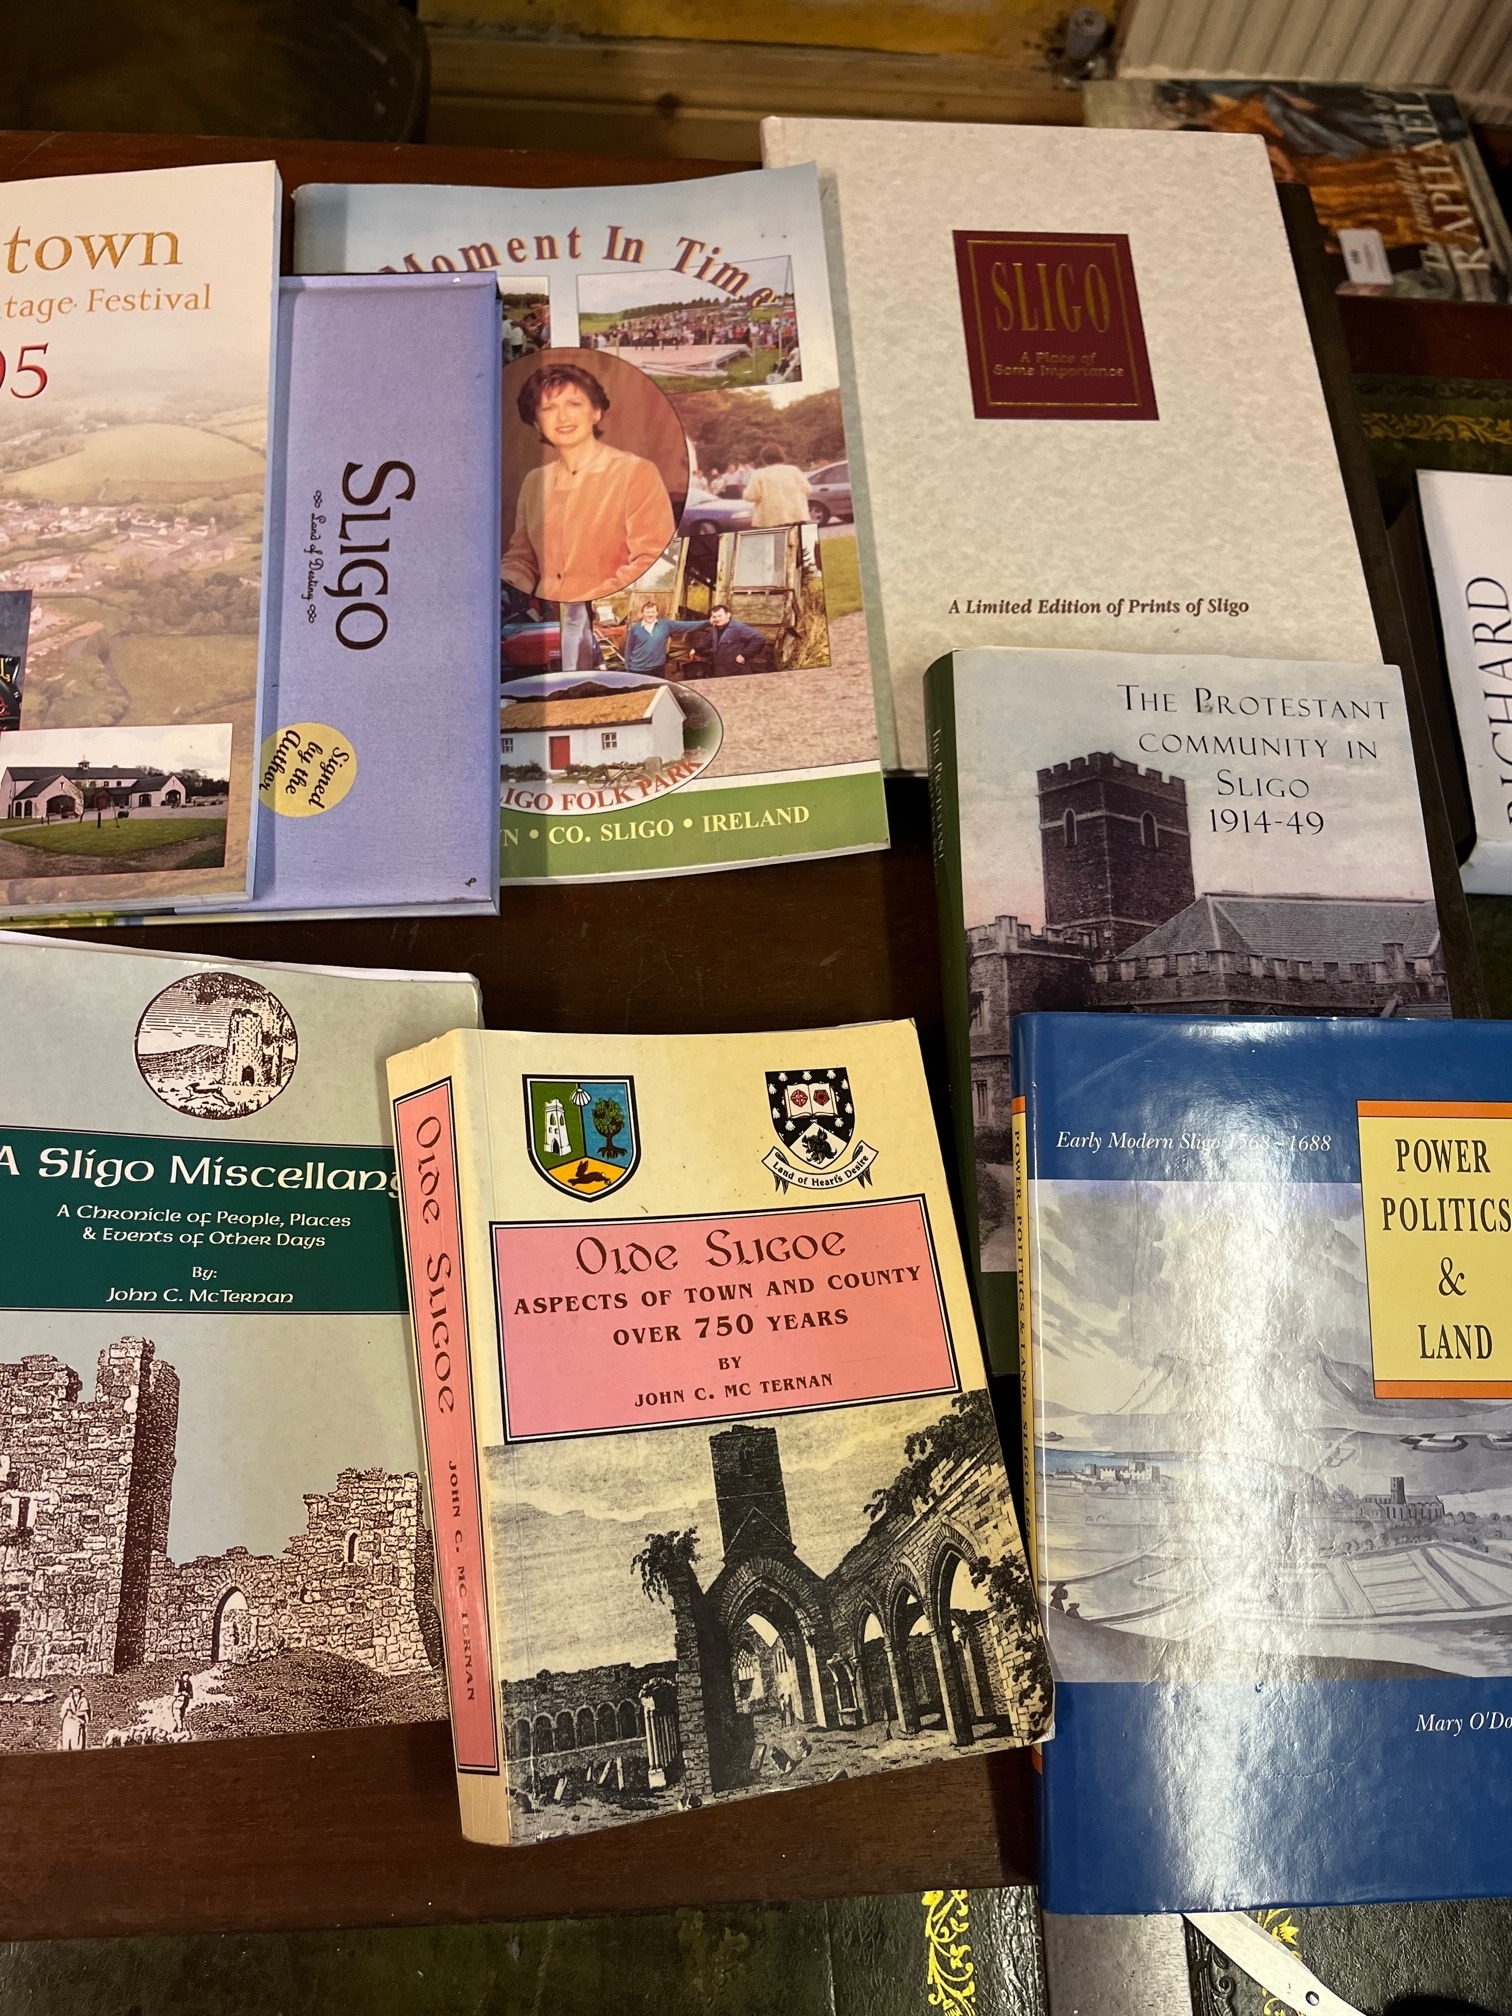 town
tage Festival
95
SLIGO
Land of Destiny
Signed
by the
Author
Moment In Time
SLIGO FOLK PARK
N • CO. SLIGO • IRELAND
SLIGO
A Place of
Some Importance
A Limited Edition of Prints of Sligo
RAPHAEL
RICHARD
THE PROTESTANT
COMMUNITY IN
SLIGO
1914-49
A Sligo Miscellany
A Chronicle of People, Places
& Events of Other Days
By:
John C. McTernan
OLDE SLIGOE
JOHN C. MC TERNAN
Land of Heart's Desire
OLDE SLIGOE
ASPECTS OF TOWN AND COUNTY
OVER 750 YEARS
BY
JOHN C. MC TERNAN
POWER, POLITICS & LAND:
Early Modern Sligo 1568-1688
POWER
POLITICS
&
LAND
Mary O'Do